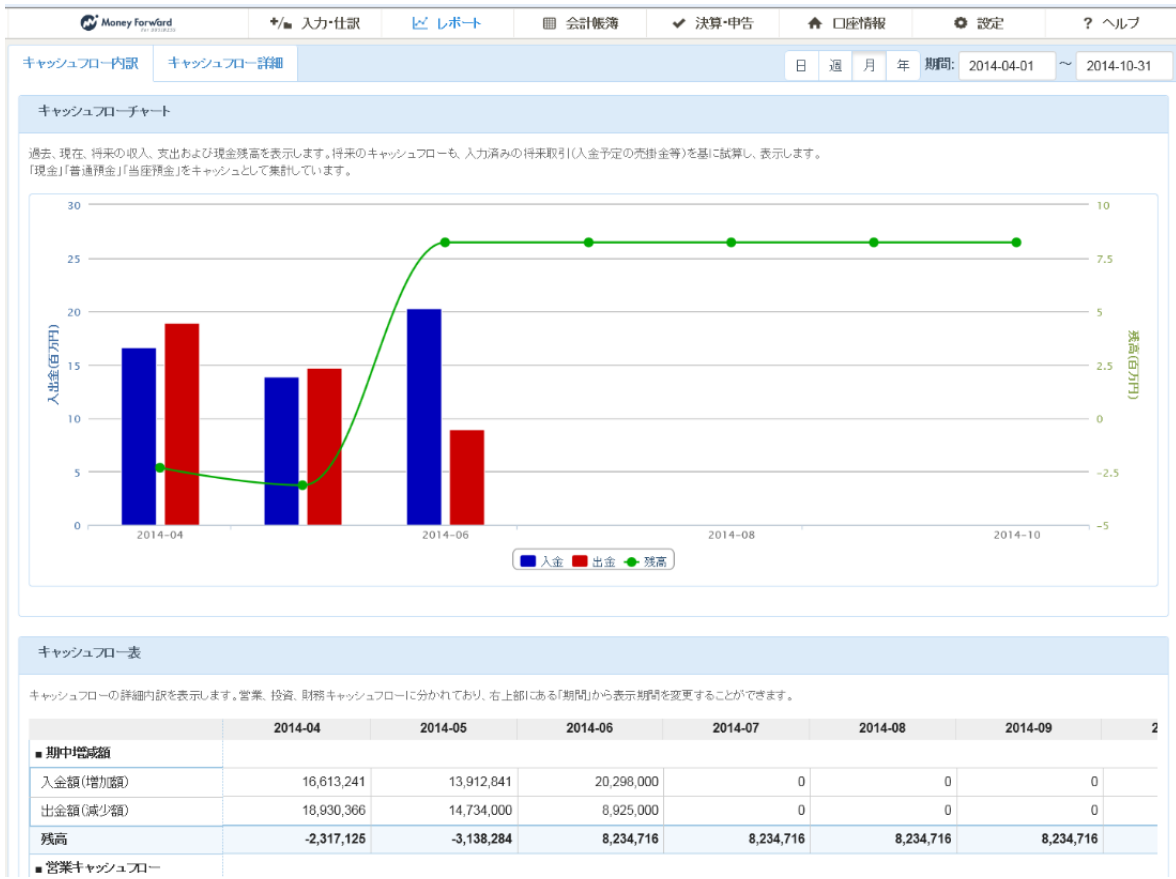 Money Forward
For BUSINESS
+/- 入力・仕訳
レポート
会計帳簿
決算・申告
口座情報
設定
? ヘルプ
キャッシュフロー内訳
キャッシュフロー詳細
日 週 月 年 期間: 2014-04-01 ～ 2014-10-31
キャッシュフローチャート
過去、現在、将来の収入、支出および現金残高を表示します。将来のキャッシュフローも、入力済みの将来取引(入金予定の売掛金等)を基に試算し、表示します。
「現金」「普通預金」「当座預金」をキャッシュとして集計しています。
30 10
25 7.5
20 5
15 2.5
10 0
5 -2.5
0 -5
入出金(百万円)
残高(百万円)
2014-04 2014-06 2014-08 2014-10
入金 出金 残高
キャッシュフロー表
キャッシュフローの詳細内訳を表示します。営業、投資、財務キャッシュフローに分かれており、右上部にある「期間」から表示期間を変更することができます。
2014-04 2014-05 2014-06 2014-07 2014-08 2014-09 2
■ 期中増減額
入金額(増加額) 16,613,241 13,912,841 20,298,000 0 0 0
出金額(減少額) 18,930,366 14,734,000 8,925,000 0 0 0
残高 -2,317,125 -3,138,284 8,234,716 8,234,716 8,234,716 8,234,716
■ 営業キャッシュフロー